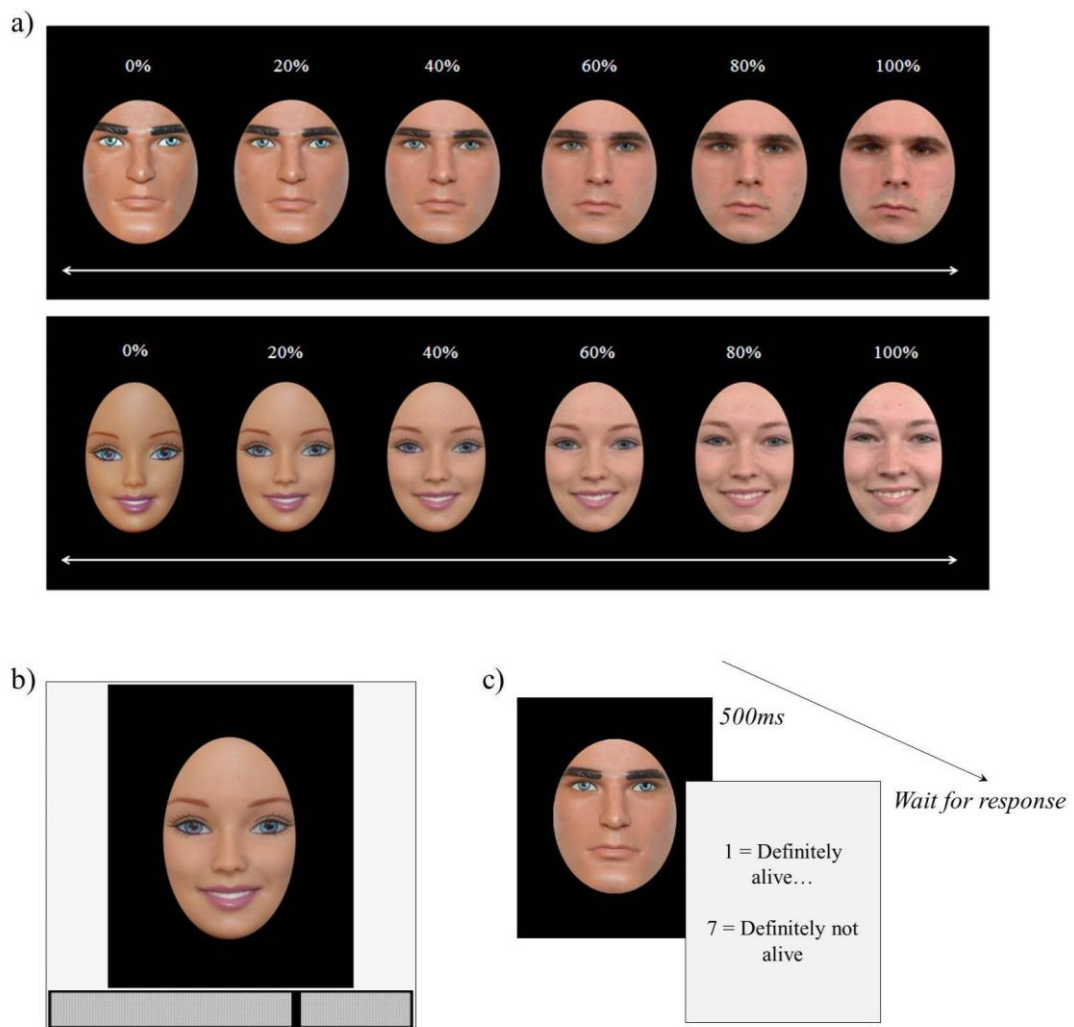 a)
0% 20% 40% 60% 80% 100%
0% 20% 40% 60% 80% 100%
b)
c)
500ms
Wait for response
1 = Definitely
alive…
7 = Definitely not
alive